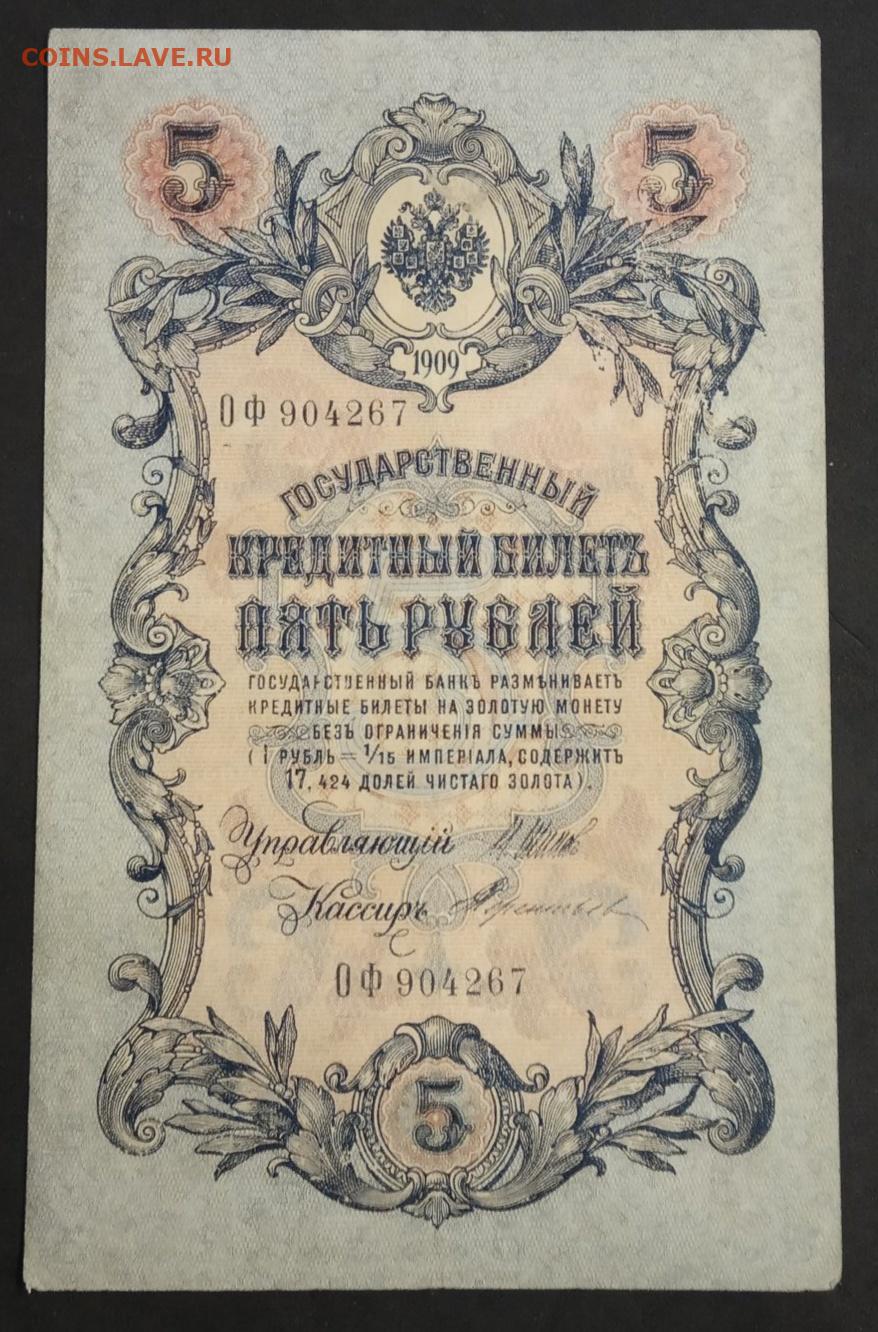 COINS.LAVE.RU
5 5
1909
ОФ 904267
ГОСУДАРСТВЕННЫЙ
КРЕДИТНЫЙ БИЛЕТЪ
ПЯТЬ РУБЛЕЙ
ГОСУДАРСТВЕННЫЙ БАНКЪ РАЗМѢНИВАЕТЪ
КРЕДИТНЫЕ БИЛЕТЫ НА ЗОЛОТУЮ МОНЕТУ
БЕЗЪ ОГРАНИЧЕНІЯ СУММЫ
(1 РУБЛЬ = 1/15 ИМПЕРІАЛА, СОДЕРЖИТЪ
17,424 ДОЛЕЙ ЧИСТАГО ЗОЛОТА).
Управляющій
Кассиръ
ОФ 904267
5